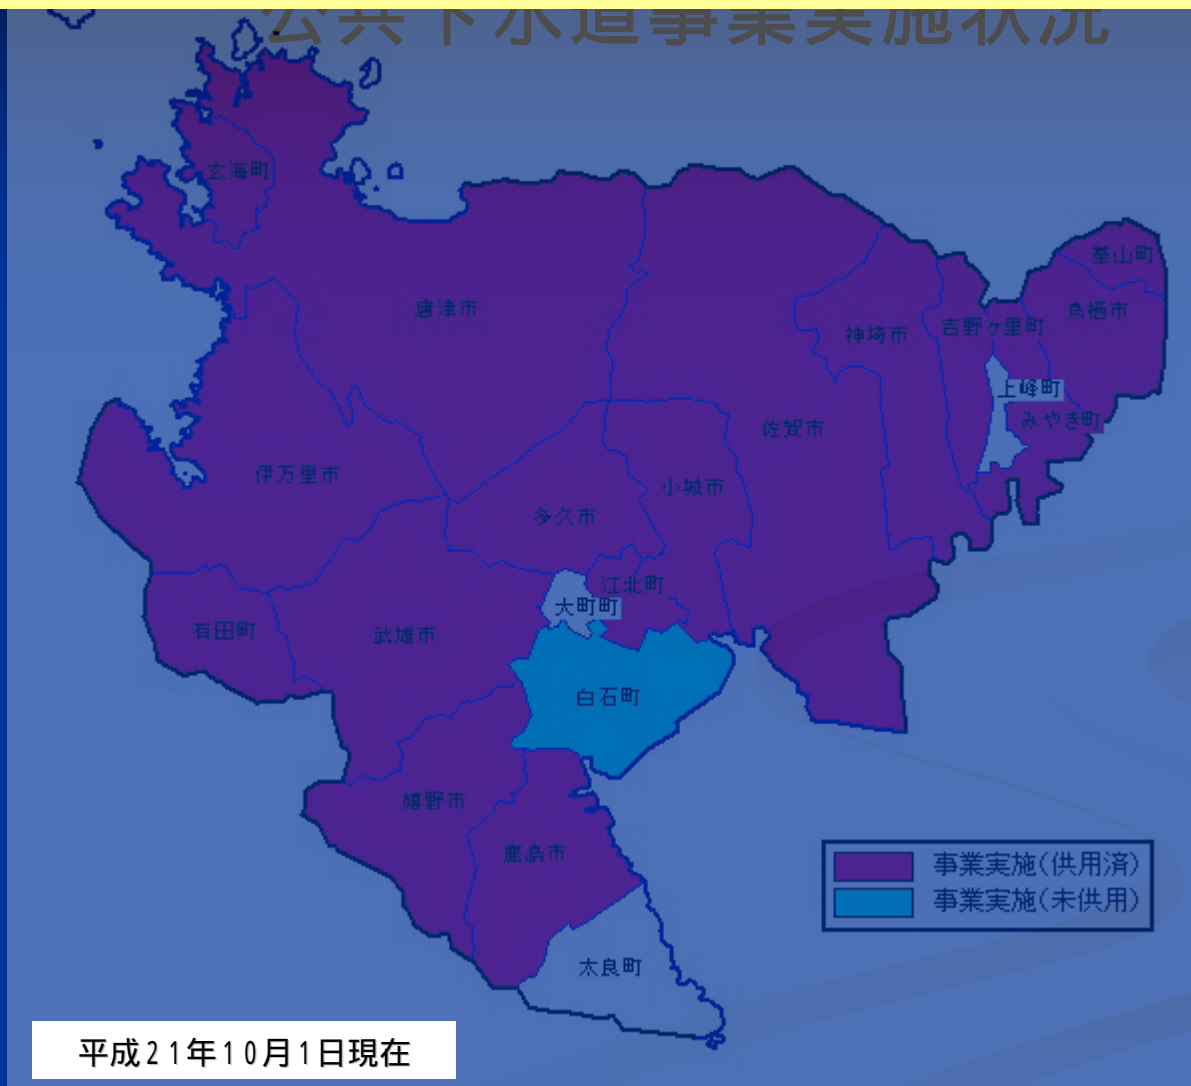 公共下水道事業実施状況
玄海町
基山町
唐津市
鳥栖市
神埼市
吉野ヶ里町
上峰町
みやき町
佐賀市
伊万里市
小城市
多久市
江北町
大町町
有田町
武雄市
白石町
嬉野市
鹿島市
事業実施(供用済)
事業実施(未供用)
太良町
平成21年10月1日現在